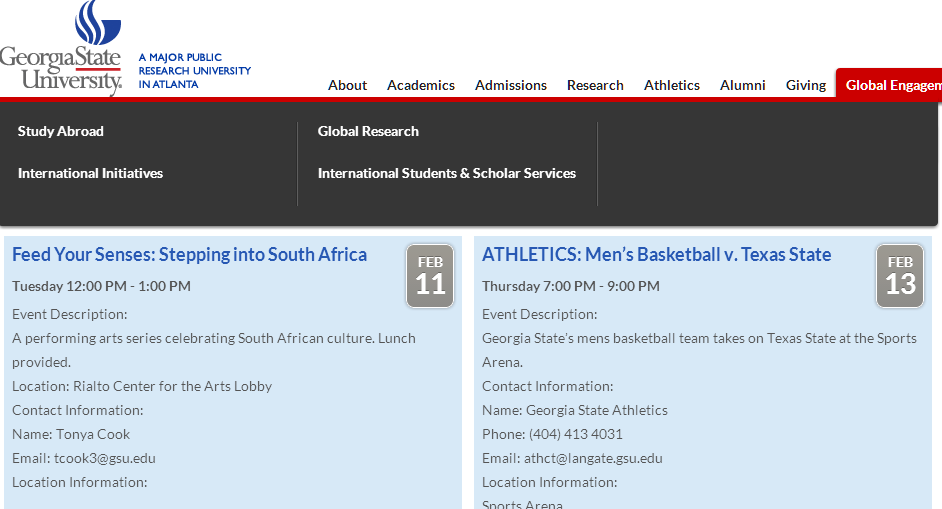 GeorgiaState
University
A MAJOR PUBLIC
RESEARCH UNIVERSITY
IN ATLANTA
About Academics Admissions Research Athletics Alumni Giving Global Engagem
Study Abroad
Global Research
International Initiatives
International Students & Scholar Services
Feed Your Senses: Stepping into South Africa
FEB
11
Tuesday 12:00 PM - 1:00 PM
Event Description:
A performing arts series celebrating South African culture. Lunch
provided.
Location: Rialto Center for the Arts Lobby
Contact Information:
Name: Tonya Cook
Email: tcook3@gsu.edu
Location Information:
ATHLETICS: Men's Basketball v. Texas State
FEB
13
Thursday 7:00 PM - 9:00 PM
Event Description:
Georgia State's mens basketball team takes on Texas State at the Sports
Arena.
Contact Information:
Name: Georgia State Athletics
Phone: (404) 413 4031
Email: athct@langate.gsu.edu
Location Information:
Sports Arena